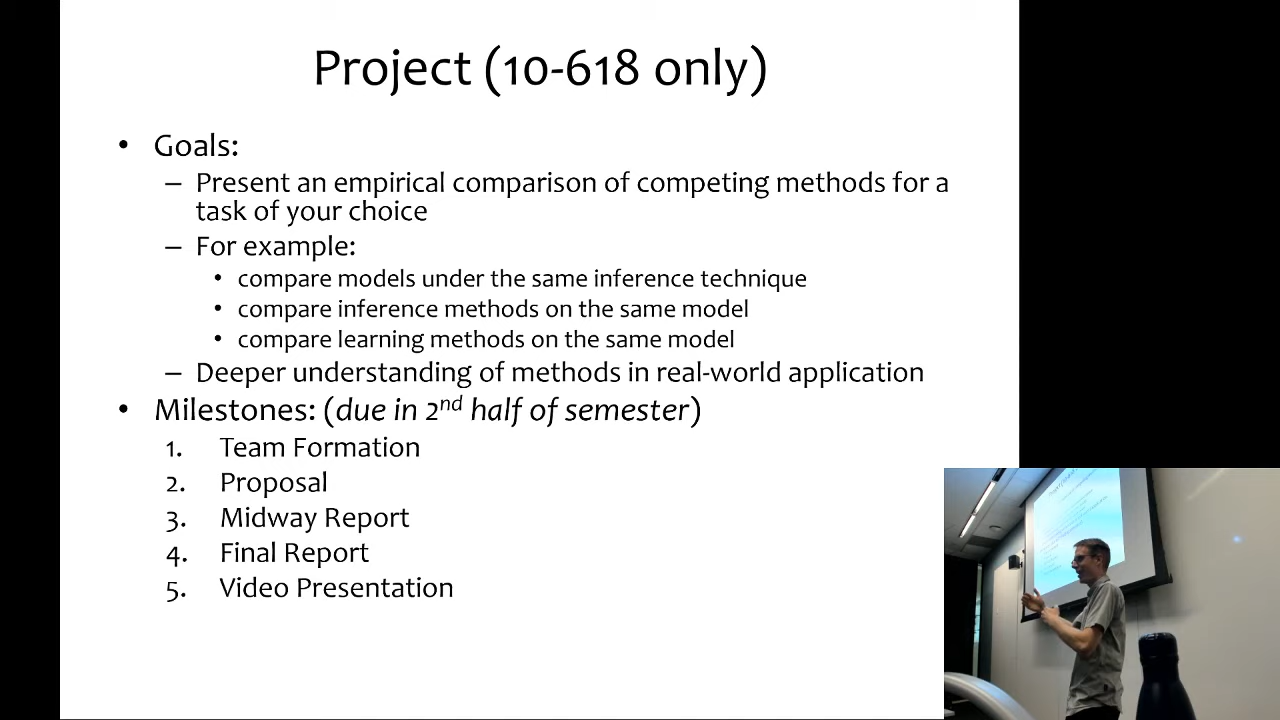 Project (10-618 only)
• Goals:
– Present an empirical comparison of competing methods for a
task of your choice
– For example:
• compare models under the same inference technique
• compare inference methods on the same model
• compare learning methods on the same model
– Deeper understanding of methods in real-world application
• Milestones: (due in 2nd half of semester)
1. Team Formation
2. Proposal
3. Midway Report
4. Final Report
5. Video Presentation